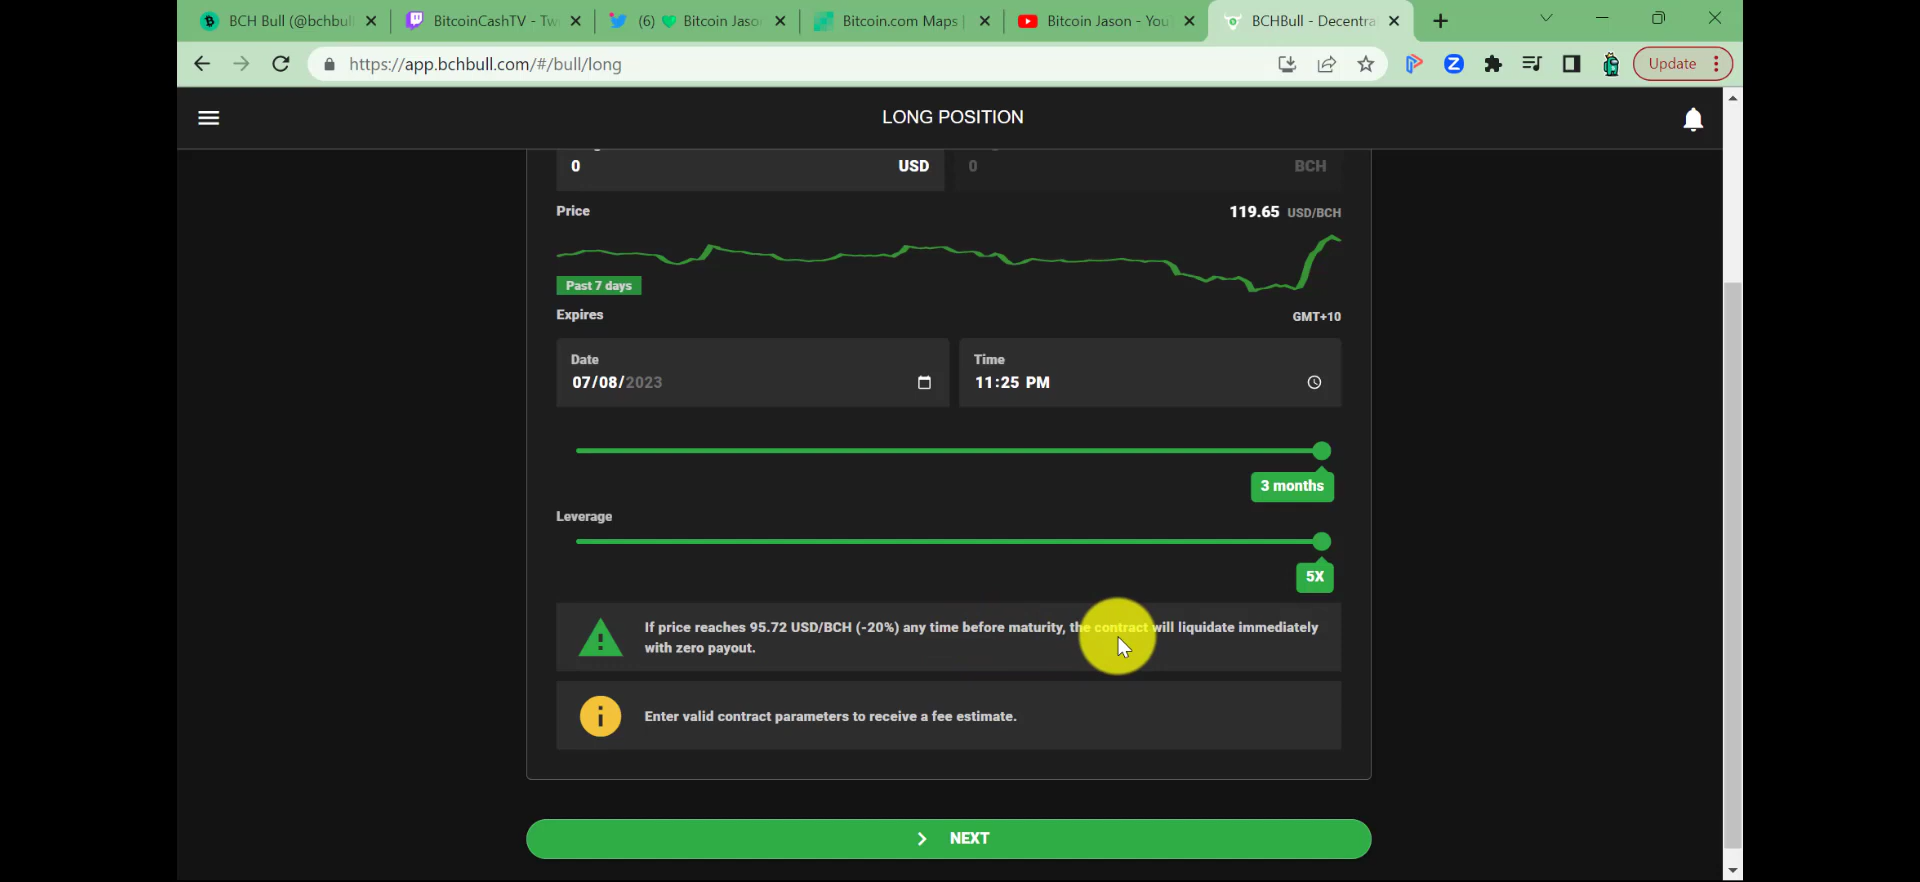 BCH Bull (@bchbull
BitcoinCashTV - Tw
(6) 💚 Bitcoin Jaso
Bitcoin.com Maps |
Bitcoin Jason - You
BCHBull - Decentra
https://app.bchbull.com/#/bull/long
Update
LONG POSITION
0 USD
0 BCH
Price
119.65 USD/BCH
Past 7 days
Expires
GMT+10
Date
07/08/2023
Time
11:25 PM
3 months
Leverage
5X
If price reaches 95.72 USD/BCH (-20%) any time before maturity, the contract will liquidate immediately
with zero payout.
Enter valid contract parameters to receive a fee estimate.
NEXT